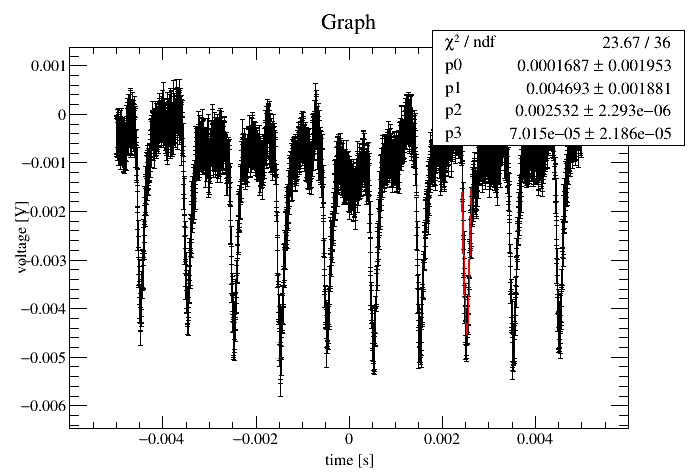 Graph
χ² / ndf 23.67 / 36
p0 0.0001687 ± 0.001953
p1 0.004693 ± 0.001881
p2 0.002532 ± 2.293e−06
p3 7.015e−05 ± 2.186e−05
0.001
0
−0.001
−0.002
−0.003
−0.004
−0.005
−0.006
voltage [V]
−0.004 −0.002 0 0.002 0.004
time [s]